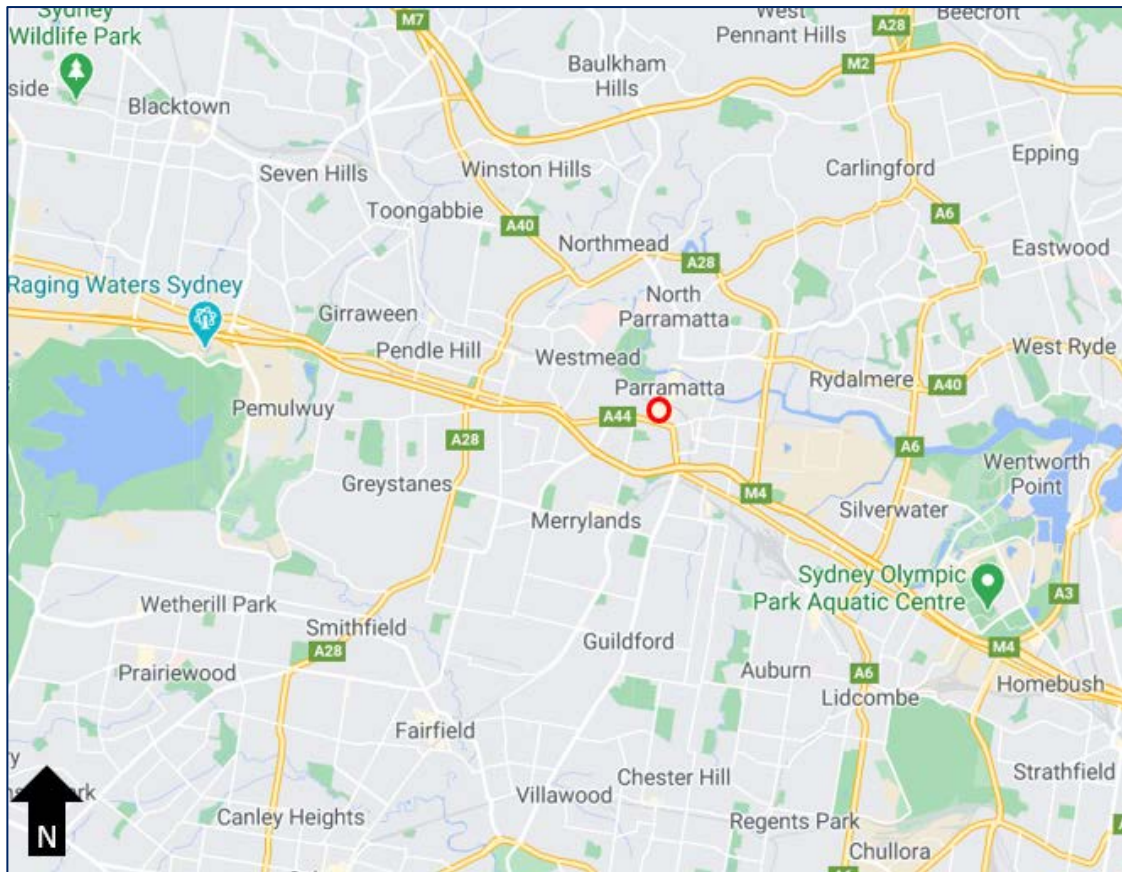 Sydney
Wildlife Park
M7
West
Pennant Hills
A28
Beecroft
Baulkham
Hills
M2
side
Blacktown
Epping
Seven Hills
Winston Hills
Carlingford
Toongabbie
A40
A6
Northmead
Eastwood
A28
Raging Waters Sydney
North
Parramatta
Girraween
Pendle Hill
Westmead
West Ryde
Parramatta
Rydalmere
A40
Pemulwuy
A44
A28
A6
Wentworth
Point
Greystanes
M4
Merrylands
Silverwater
Sydney Olympic
Park Aquatic Centre
A3
Wetherill Park
Smithfield
Guildford
A28
M4
Prairiewood
Auburn
A6
Homebush
Lidcombe
Fairfield
Strathfield
Chester Hill
Villawood
Canley Heights
Regents Park
Chullora
N